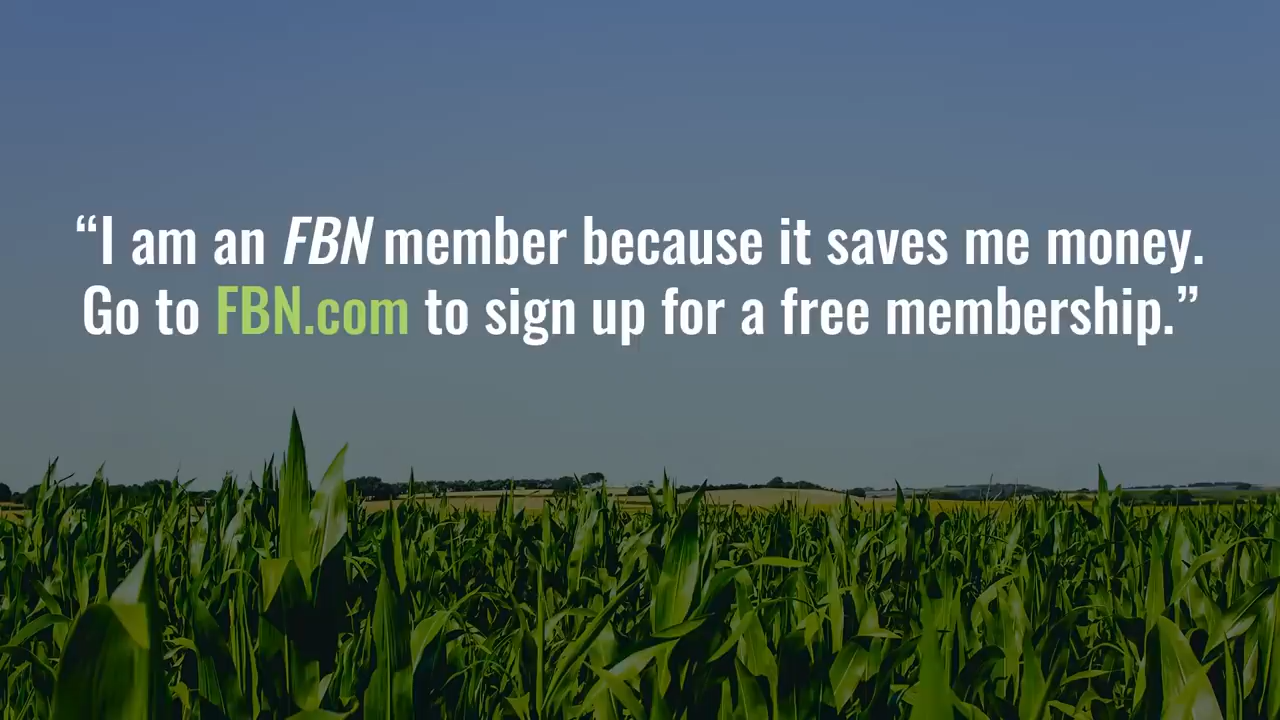 “I am an FBN member because it saves me money.
Go to FBN.com to sign up for a free membership.”